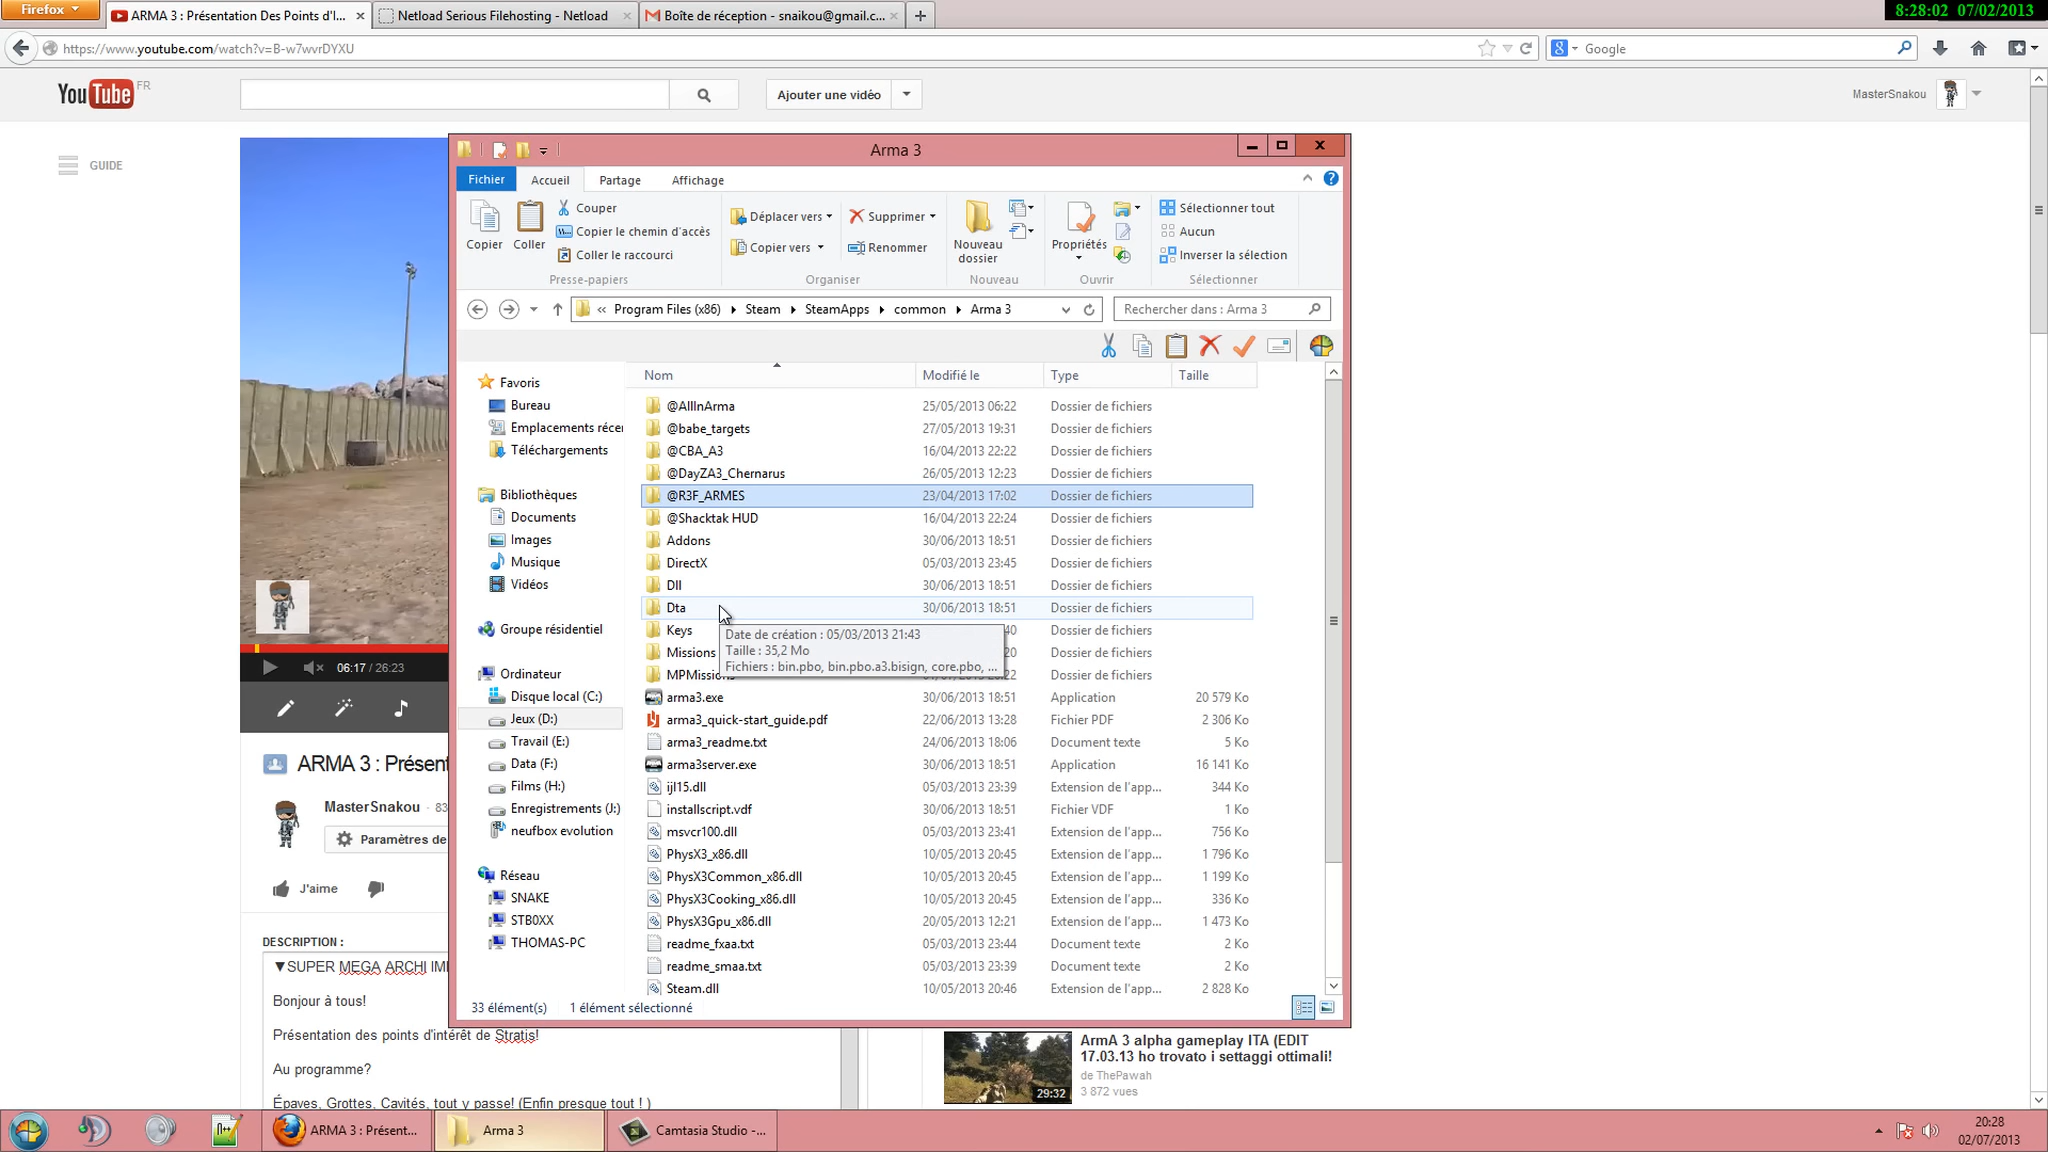 Firefox
ARMA 3 : Présentation Des Points d'I...
Netload Serious Filehosting - Netload
Boîte de réception - snaikou@gmail.c...
8:28:02 07/02/2013
https://www.youtube.com/watch?v=B-w7wvrDYXU
Google
YouTube FR
Ajouter une vidéo
MasterSnakou
GUIDE
Arma 3
Fichier
Accueil
Partage
Affichage
Copier
Coller
Couper
Copier le chemin d'accès
Coller le raccourci
Presse-papiers
Déplacer vers
Copier vers
Supprimer
Renommer
Organiser
Nouveau
dossier
Nouveau
Propriétés
Ouvrir
Sélectionner tout
Aucun
Inverser la sélection
Sélectionner
« Program Files (x86) Steam SteamApps common Arma 3
Rechercher dans : Arma 3
Favoris
Bureau
Emplacements récer
Téléchargements
Bibliothèques
Documents
Images
Musique
Vidéos
Groupe résidentiel
Ordinateur
Disque local (C:)
Jeux (D:)
Travail (E:)
Data (F:)
Films (H:)
Enregistrements (J:)
neufbox evolution
Réseau
SNAKE
STB0XX
THOMAS-PC
Nom Modifié le Type Taille
@AllInArma 25/05/2013 06:22 Dossier de fichiers
@babe_targets 27/05/2013 19:31 Dossier de fichiers
@CBA_A3 16/04/2013 22:22 Dossier de fichiers
@DayZA3_Chernarus 26/05/2013 12:23 Dossier de fichiers
@R3F_ARMES 23/04/2013 17:02 Dossier de fichiers
@Shacktak HUD 16/04/2013 22:24 Dossier de fichiers
Addons 30/06/2013 18:51 Dossier de fichiers
DirectX 05/03/2013 23:45 Dossier de fichiers
Dll 30/06/2013 18:51 Dossier de fichiers
Dta 30/06/2013 18:51 Dossier de fichiers
Keys 40 Dossier de fichiers
Missions 20 Dossier de fichiers
MPMissions 22 Dossier de fichiers
Date de création : 05/03/2013 21:43
Taille : 35,2 Mo
Fichiers : bin.pbo, bin.pbo.a3.bisign, core.pbo, ...
arma3.exe 30/06/2013 18:51 Application 20 579 Ko
arma3_quick-start_guide.pdf 22/06/2013 13:28 Fichier PDF 2 306 Ko
arma3_readme.txt 24/06/2013 18:06 Document texte 5 Ko
arma3server.exe 30/06/2013 18:51 Application 16 141 Ko
ijl15.dll 05/03/2013 23:39 Extension de l'app... 344 Ko
installscript.vdf 30/06/2013 18:51 Fichier VDF 1 Ko
msvcr100.dll 05/03/2013 23:41 Extension de l'app... 756 Ko
PhysX3_x86.dll 10/05/2013 20:45 Extension de l'app... 1 796 Ko
PhysX3Common_x86.dll 10/05/2013 20:45 Extension de l'app... 1 199 Ko
PhysX3Cooking_x86.dll 10/05/2013 20:45 Extension de l'app... 336 Ko
PhysX3Gpu_x86.dll 20/05/2013 12:21 Extension de l'app... 1 473 Ko
readme_fxaa.txt 05/03/2013 23:44 Document texte 2 Ko
readme_smaa.txt 05/03/2013 23:39 Document texte 2 Ko
Steam.dll 10/05/2013 20:46 Extension de l'app... 2 828 Ko
33 élément(s) 1 élément sélectionné
06:17 / 26:23
ARMA 3 : Présent
MasterSnakou · 83
Paramètres de
J'aime
DESCRIPTION :
▼SUPER MEGA ARCHI IMI
Bonjour à tous!
Présentation des points d'intérêt de Stratis!
Au programme?
Épaves, Grottes, Cavités, tout y passe! (Enfin presque tout ! )
29:32
ArmA 3 alpha gameplay ITA (EDIT
17.03.13 ho trovato i settaggi ottimali!
de ThePawah
3 872 vues
ARMA 3 : Présent...
Arma 3
Camtasia Studio -...
20:28
02/07/2013